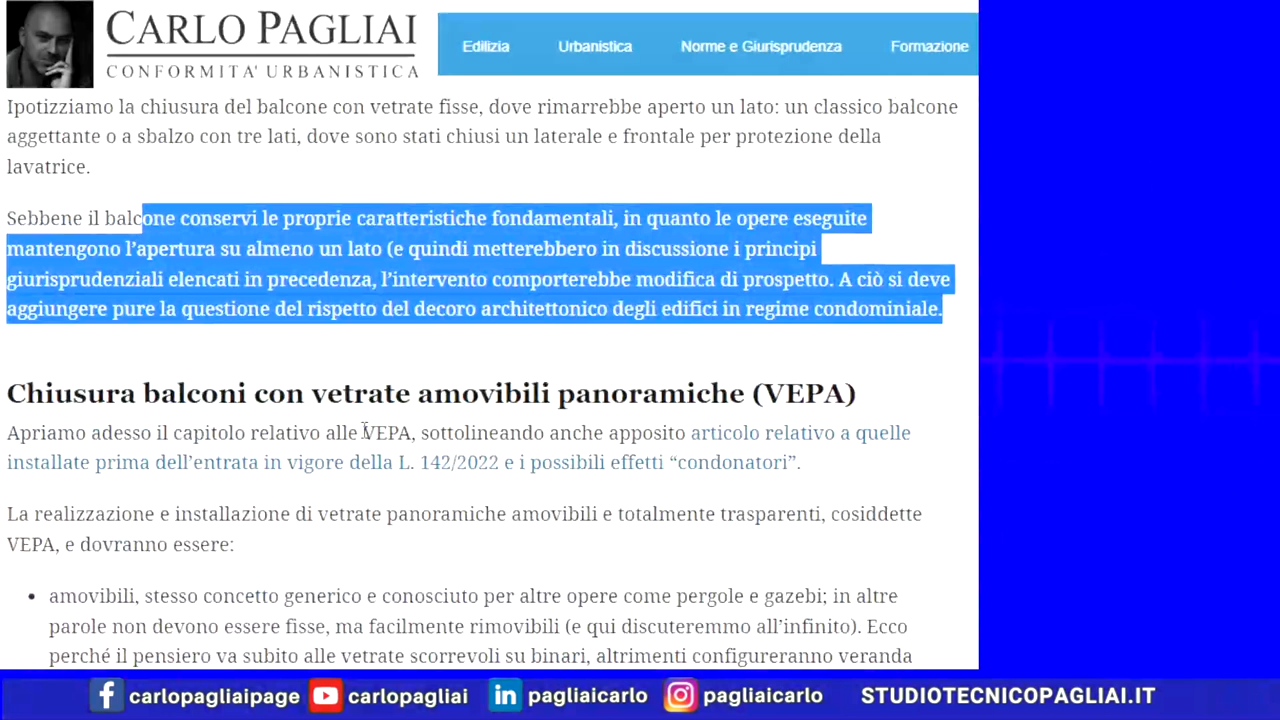 CARLO PAGLIAI
CONFORMITA' URBANISTICA
Edilizia Urbanistica Norme e Giurisprudenza Formazione
Ipotizziamo la chiusura del balcone con vetrate fisse, dove rimarrebbe aperto un lato: un classico balcone
aggettante o a sbalzo con tre lati, dove sono stati chiusi un laterale e frontale per protezione della
lavatrice.
Sebbene il balcone conservi le proprie caratteristiche fondamentali, in quanto le opere eseguite
mantengono l'apertura su almeno un lato (e quindi metterebbero in discussione i principi
giurisprudenziali elencati in precedenza, l'intervento comporterebbe modifica di prospetto. A ciò si deve
aggiungere pure la questione del rispetto del decoro architettonico degli edifici in regime condominiale.
Chiusura balconi con vetrate amovibili panoramiche (VEPA)
Apriamo adesso il capitolo relativo alle VEPA, sottolineando anche apposito articolo relativo a quelle
installate prima dell'entrata in vigore della L. 142/2022 e i possibili effetti “condonatori”.
La realizzazione e installazione di vetrate panoramiche amovibili e totalmente trasparenti, cosiddette
VEPA, e dovranno essere:
• amovibili, stesso concetto generico e conosciuto per altre opere come pergole e gazebi; in altre
parole non devono essere fisse, ma facilmente rimovibili (e qui discuteremmo all'infinito). Ecco
perché il pensiero va subito alle vetrate scorrevoli su binari, altrimenti configureranno veranda
carlopagliaipage carlopagliai pagliaicarlo pagliaicarlo STUDIOTECNICOPAGLIAI.IT